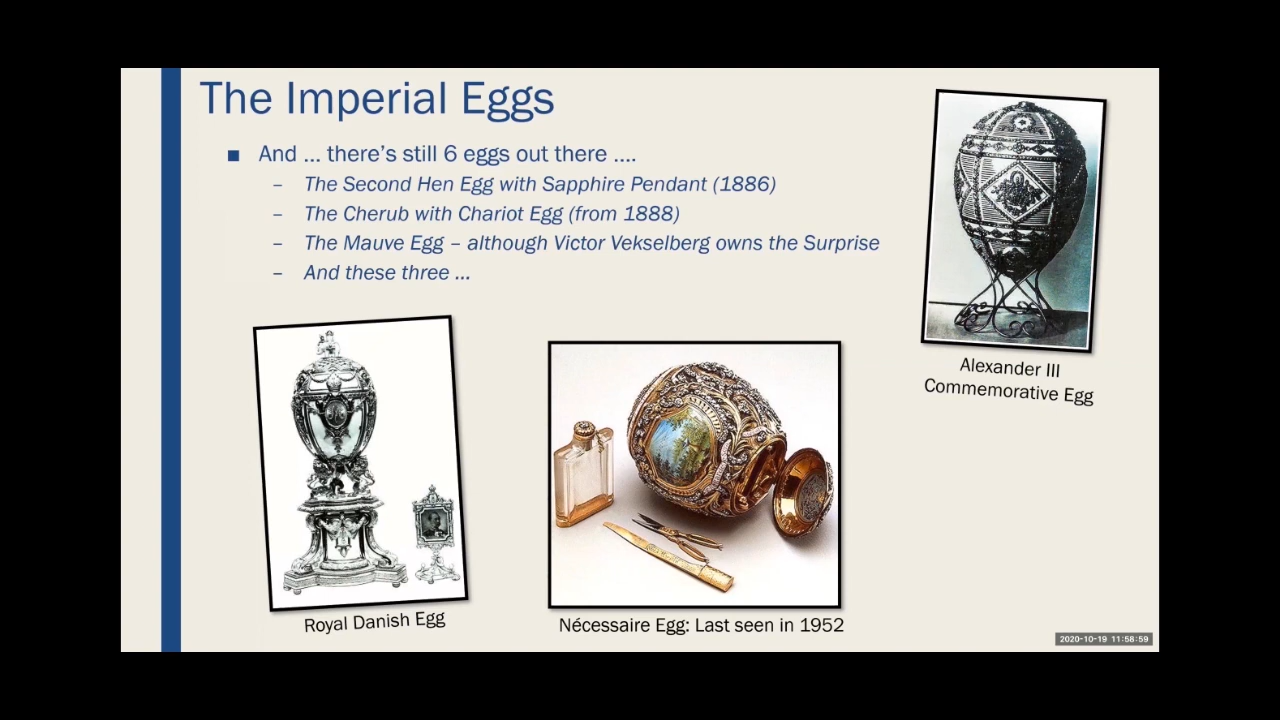 The Imperial Eggs
■ And ... there's still 6 eggs out there ....
– The Second Hen Egg with Sapphire Pendant (1886)
– The Cherub with Chariot Egg (from 1888)
– The Mauve Egg – although Victor Vekselberg owns the Surprise
– And these three ...
Alexander III
Commemorative Egg
Royal Danish Egg
Nécessaire Egg: Last seen in 1952
2020-10-19 11:58:59